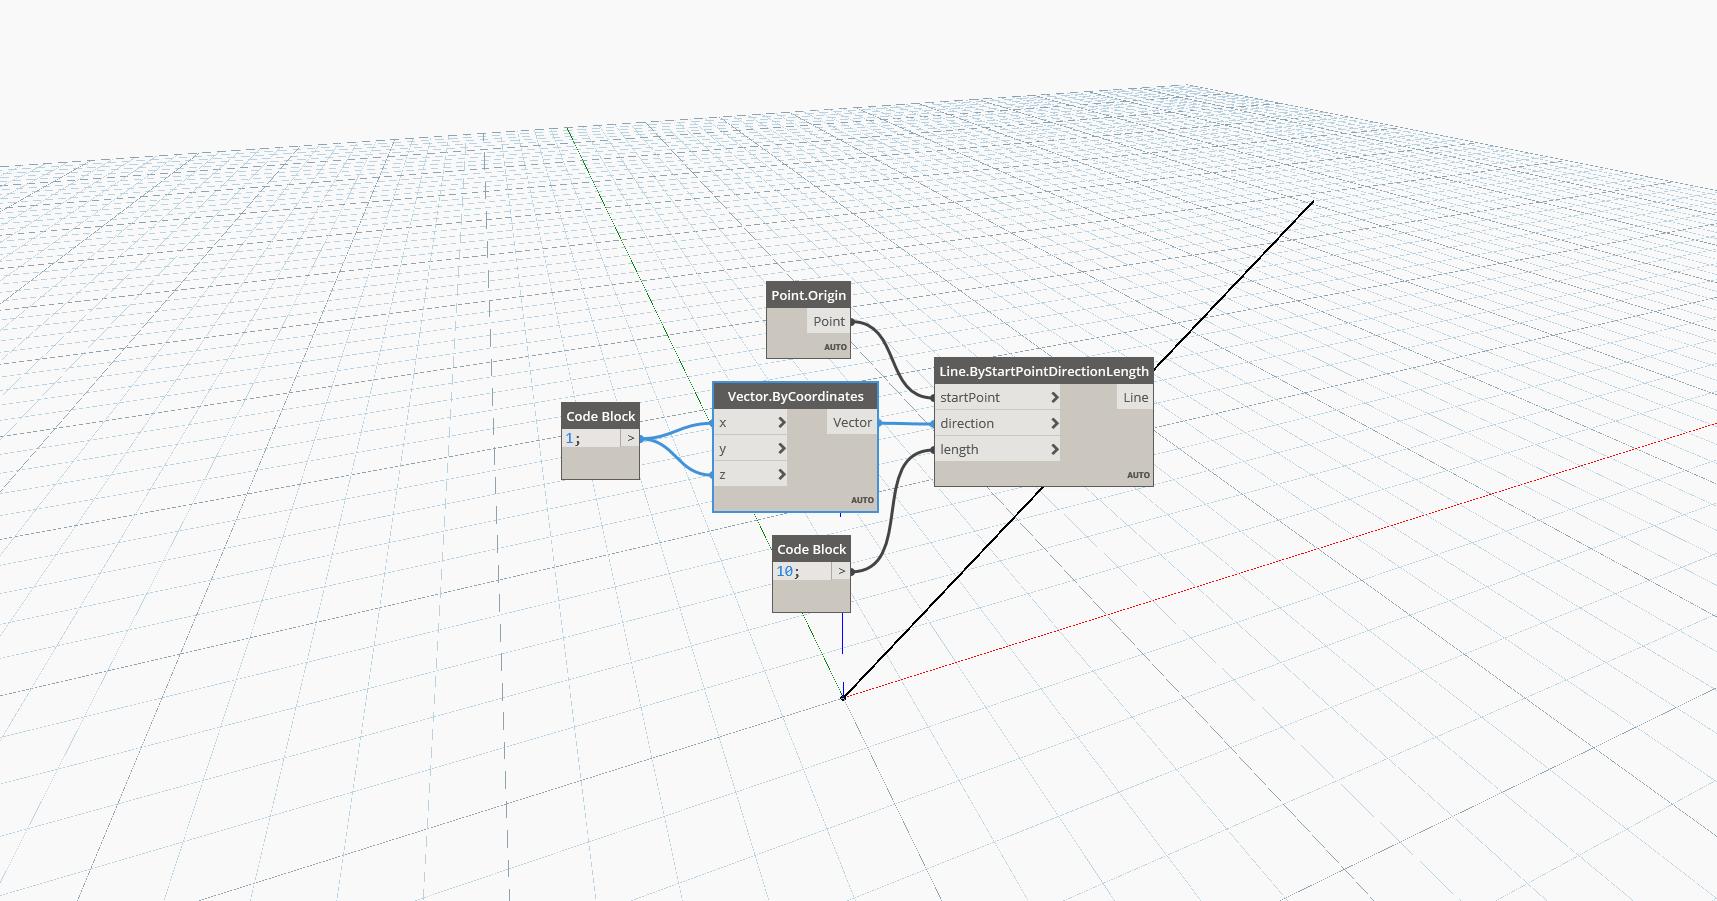 Point.Origin
Point
AUTO
Code Block
1; >
Vector.ByCoordinates
x > Vector
y >
z >
AUTO
Code Block
10; >
Line.ByStartPointDirectionLength
startPoint > Line
direction >
length >
AUTO